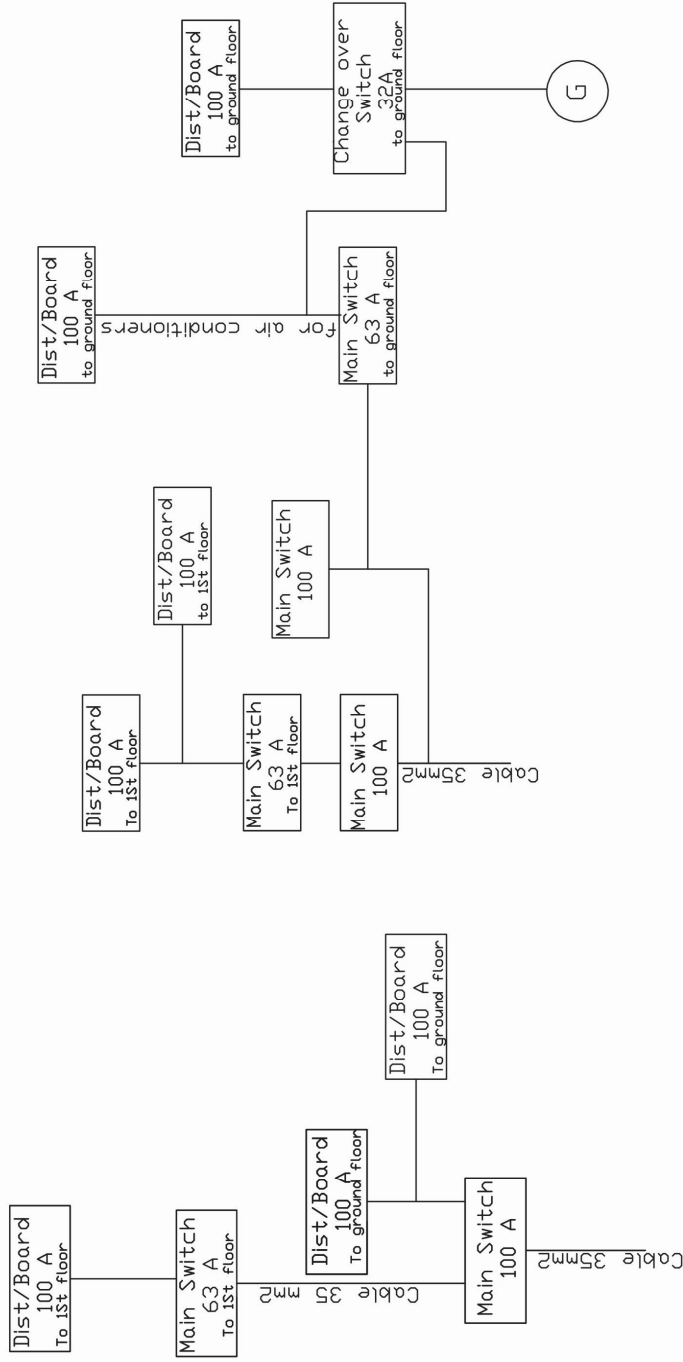 Dist/Board
100 A
To 1St floor
Main Switch
63 A
To 1St floor
Cable 35 mm2
Dist/Board
100 A
To ground floor
Dist/Board
100 A
To ground floor
Main Switch
100 A
Cable 35mm2
Dist/Board
100 A
To 1St floor
Dist/Board
100 A
to 1St floor
Main Switch
63 A
To 1St floor
Main Switch
100 A
Main Switch
100 A
Cable 35mm2
Dist/Board
100 A
to ground floor
for air conditioners
Main Switch
63 A
to ground floor
Dist/Board
100 A
to ground floor
Change over
Switch
32A
to ground floor
G